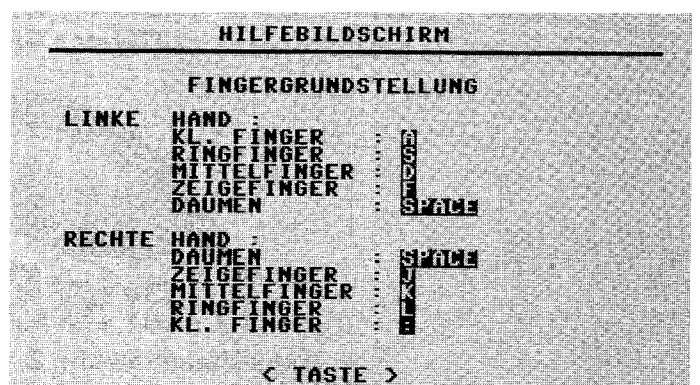 HILFEBILDSCHIRM
FINGERGRUNDSTELLUNG
LINKE HAND :
KL. FINGER : A
RINGFINGER : S
MITTELFINGER : D
ZEIGEFINGER : F
DAUMEN : SPACE
RECHTE HAND :
DAUMEN : SPACE
ZEIGEFINGER : J
MITTELFINGER : K
RINGFINGER : L
KL. FINGER : :
< TASTE >